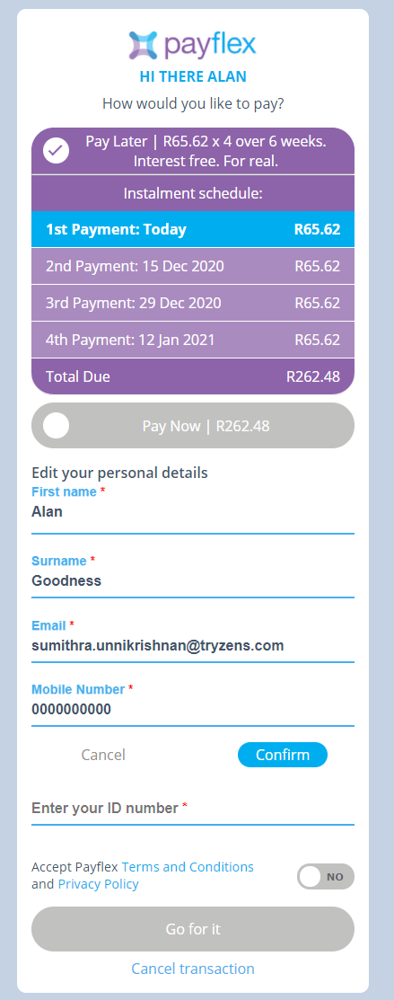 payflex
HI THERE ALAN
How would you like to pay?
Pay Later | R65.62 x 4 over 6 weeks.
Interest free. For real.
Instalment schedule:
1st Payment: Today R65.62
2nd Payment: 15 Dec 2020 R65.62
3rd Payment: 29 Dec 2020 R65.62
4th Payment: 12 Jan 2021 R65.62
Total Due R262.48
Pay Now | R262.48
Edit your personal details
First name *
Alan
Surname *
Goodness
Email *
sumithra.unnikrishnan@tryzens.com
Mobile Number *
0000000000
Cancel Confirm
Enter your ID number *
Accept Payflex Terms and Conditions
and Privacy Policy
NO
Go for it
Cancel transaction